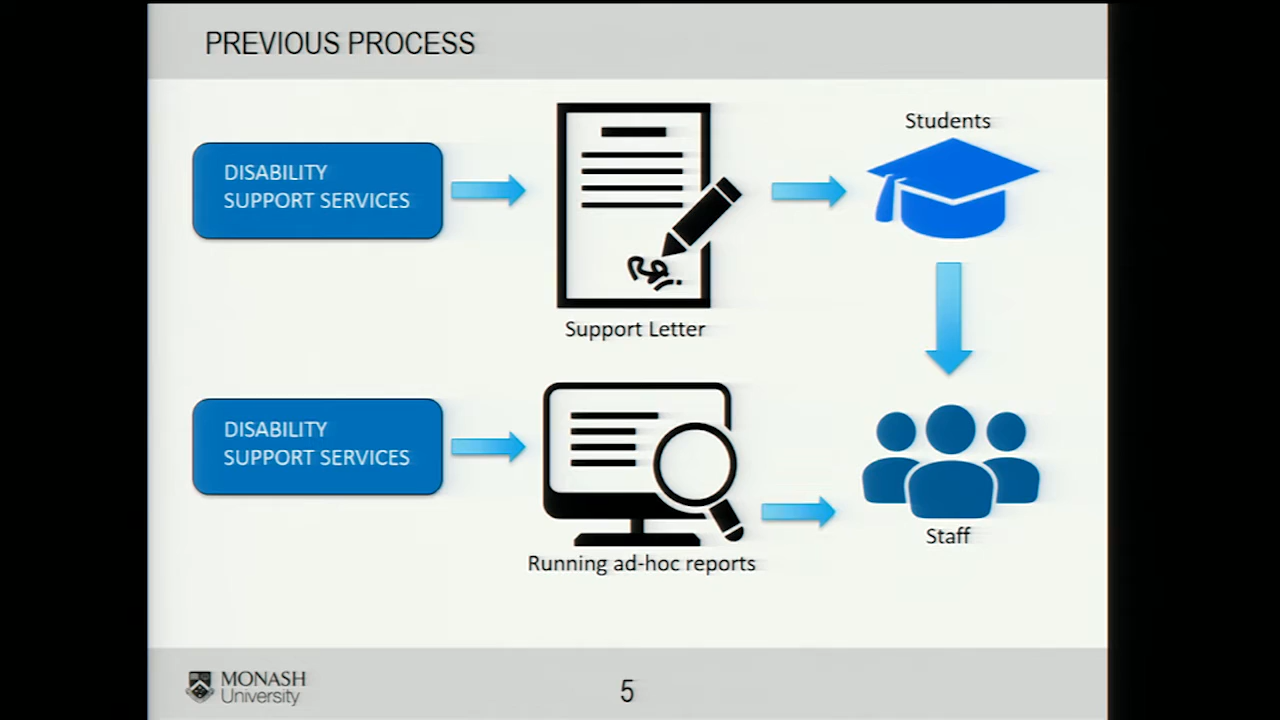 PREVIOUS PROCESS
Students
DISABILITY
SUPPORT SERVICES
Support Letter
DISABILITY
SUPPORT SERVICES
Staff
Running ad-hoc reports
MONASH
University
5